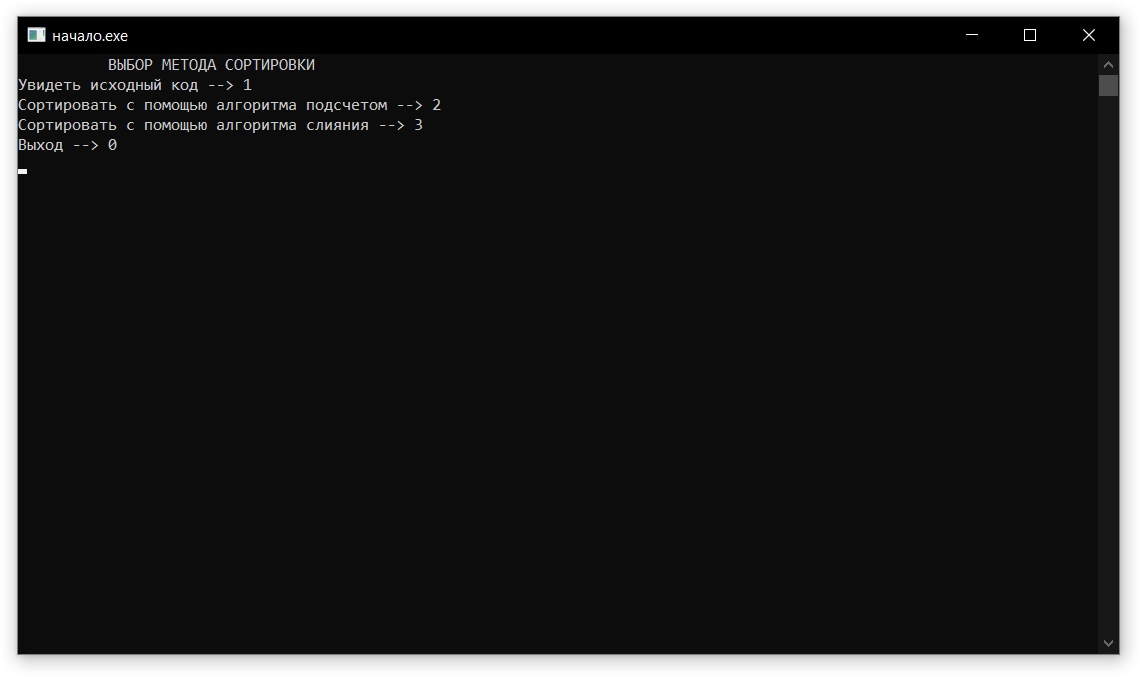 начало.exe
ВЫБОР МЕТОДА СОРТИРОВКИ
Увидеть исходный код --> 1
Сортировать с помощью алгоритма подсчетом --> 2
Сортировать с помощью алгоритма слияния --> 3
Выход --> 0